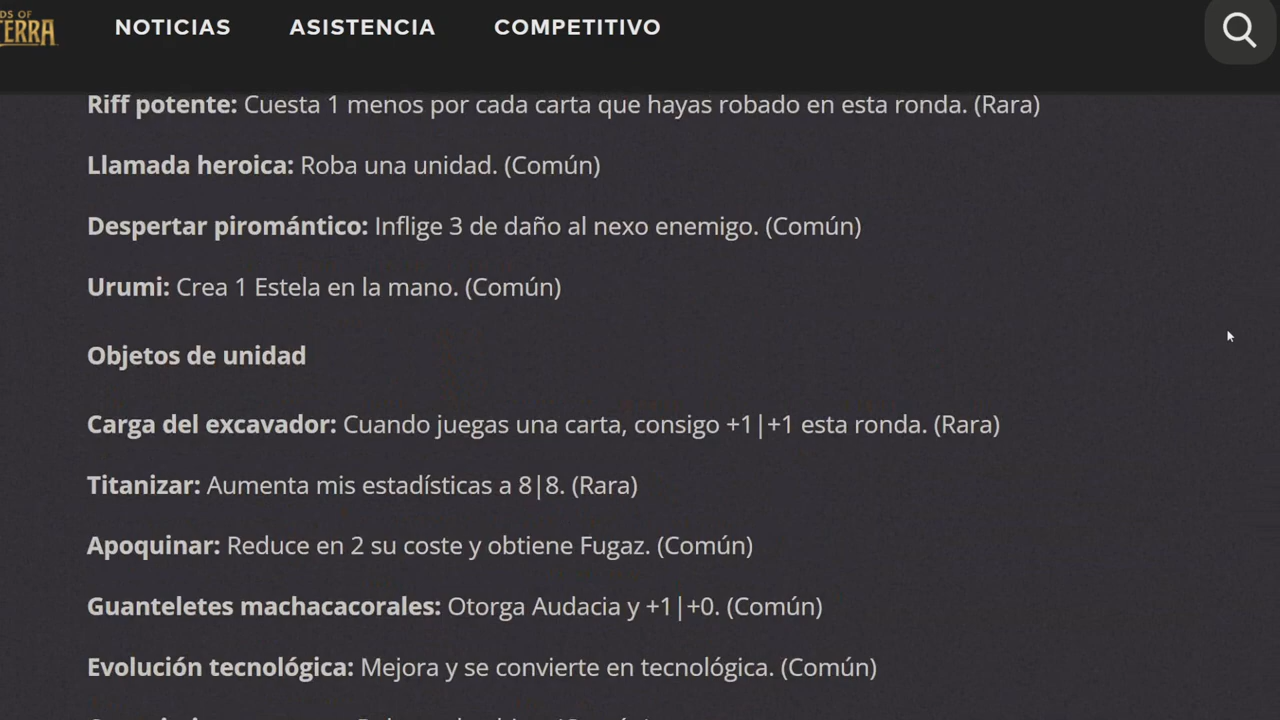 DS OF
TERRA
NOTICIAS
ASISTENCIA
COMPETITIVO
Riff potente: Cuesta 1 menos por cada carta que hayas robado en esta ronda. (Rara)
Llamada heroica: Roba una unidad. (Común)
Despertar piromántico: Inflige 3 de daño al nexo enemigo. (Común)
Urumi: Crea 1 Estela en la mano. (Común)
Objetos de unidad
Carga del excavador: Cuando juegas una carta, consigo +1|+1 esta ronda. (Rara)
Titanizar: Aumenta mis estadísticas a 8|8. (Rara)
Apoquinar: Reduce en 2 su coste y obtiene Fugaz. (Común)
Guanteletes machacacorales: Otorga Audacia y +1|+0. (Común)
Evolución tecnológica: Mejora y se convierte en tecnológica. (Común)